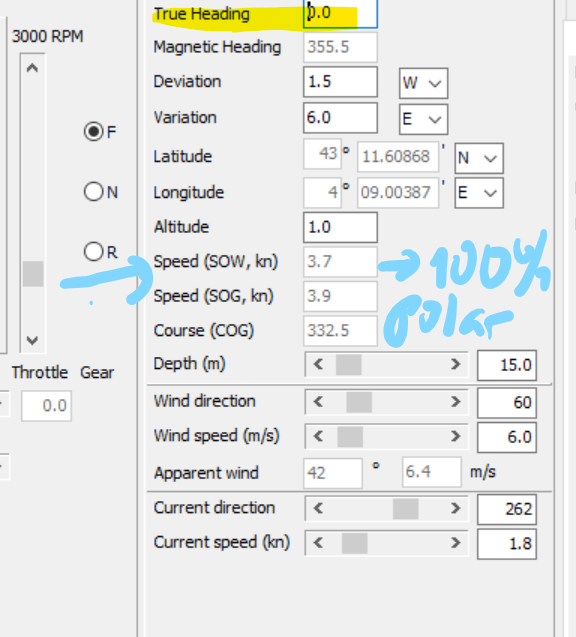 True Heading 0.0
3000 RPM
Magnetic Heading 355.5
Deviation 1.5 W
F
Variation 6.0 E
Latitude 43 ° 11.60868 ' N
N
Longitude 4 ° 09.00387 ' E
Altitude 1.0
R
Speed (SOW, kn) 3.7 100% polar
Speed (SOG, kn) 3.9
Course (COG) 332.5
Depth (m) < > 15.0
Throttle Gear
0.0
Wind direction < > 60
Wind speed (m/s) < > 6.0
Apparent wind 42 ° 6.4 m/s
Current direction < > 262
Current speed (kn) < > 1.8